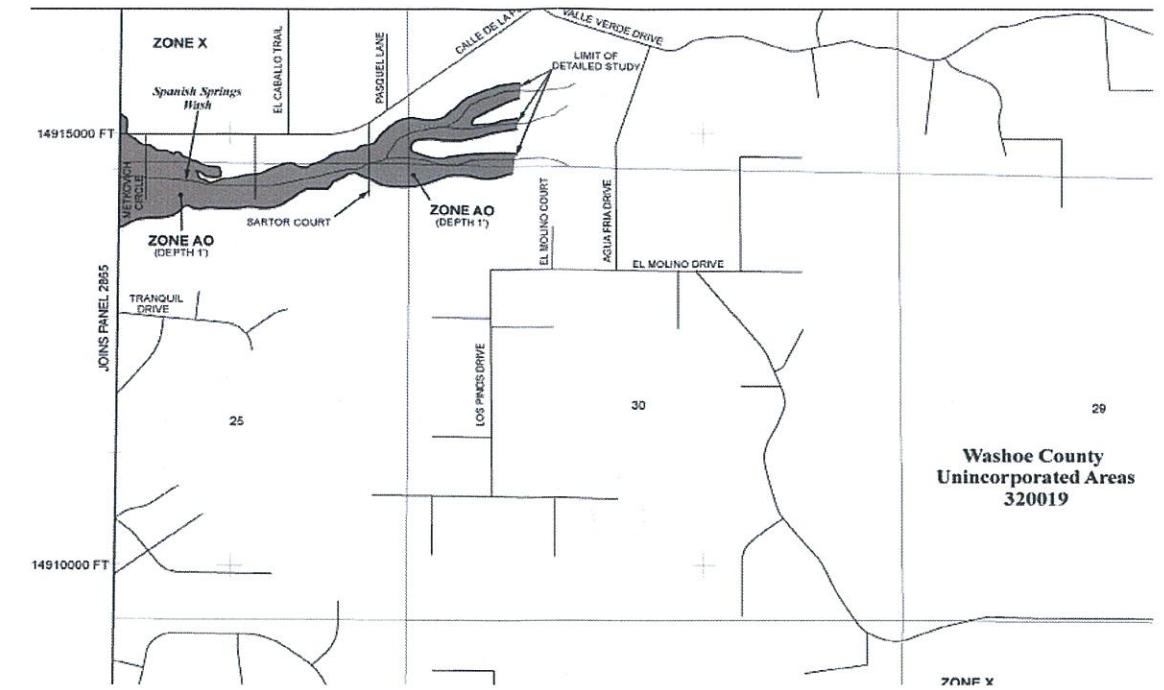 ZONE X
EL CABALLO TRAIL
PASQUEL LANE
CALLE DE LA
VALLE VERDE DRIVE
LIMIT OF
DETAILED STUDY
Spanish Springs
Wash
14915000 FT
METKOVICH
CIRCLE
SARTOR COURT
ZONE AO
(DEPTH 1')
ZONE AO
(DEPTH 1')
EL MOLINO COURT
AGUA FRIA DRIVE
EL MOLINO DRIVE
JOINS PANEL 2865
TRANQUIL
DRIVE
LOS PINOS DRIVE
25
30
29
Washoe County
Unincorporated Areas
320019
14910000 FT
ZONE X